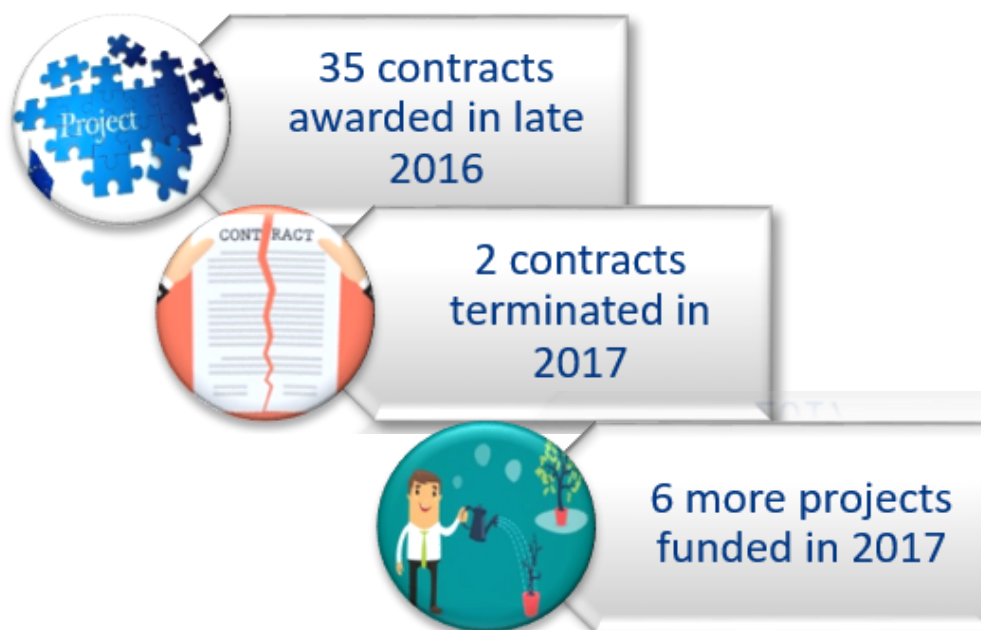 Project
35 contracts
awarded in late
2016
CONTRACT
2 contracts
terminated in
2017
6 more projects
funded in 2017